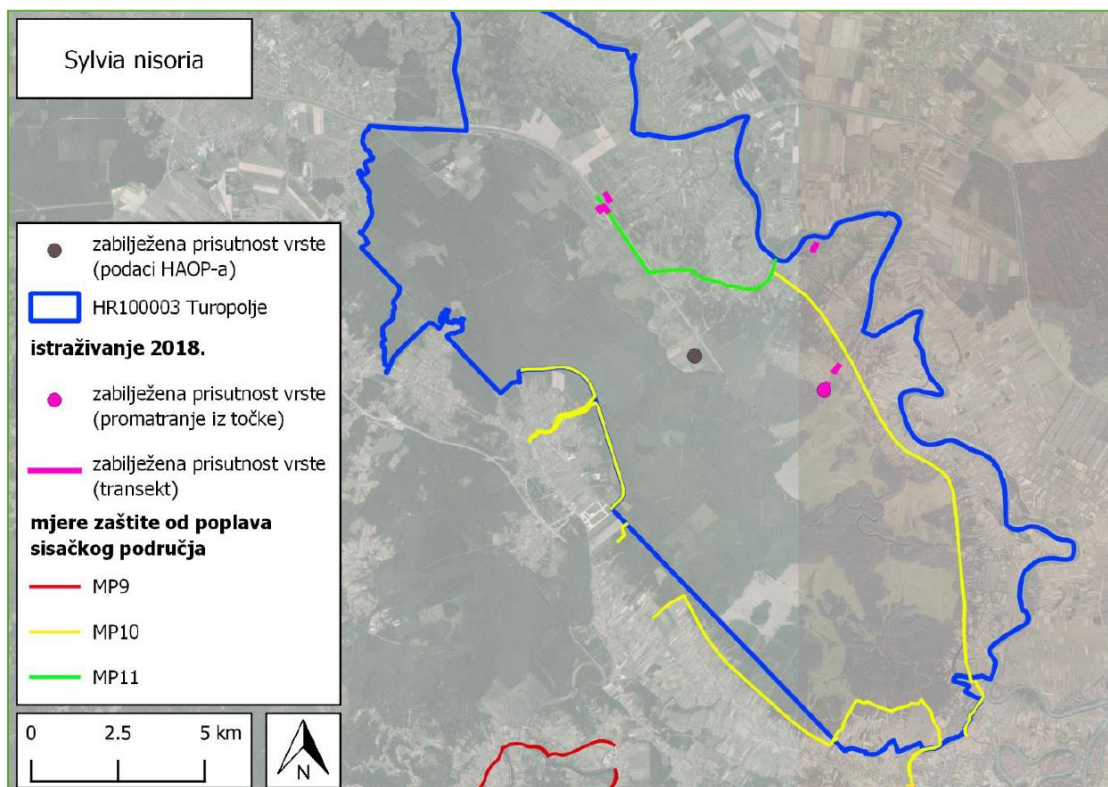 Sylvia nisoria
zabilježena prisutnost vrste
(podaci HAOP-a)
HR100003 Turopolje
istraživanje 2018.
zabilježena prisutnost vrste
(promatranje iz točke)
zabilježena prisutnost vrste
(transekt)
mjere zaštite od poplava
sisačkog područja
MP9
MP10
MP11
0 2.5 5 km
N